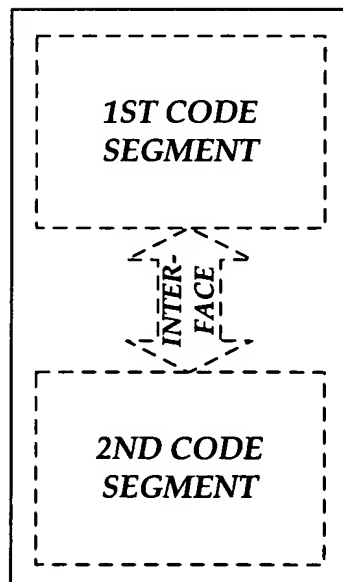 1ST CODE
SEGMENT
INTER-
FACE
2ND CODE
SEGMENT